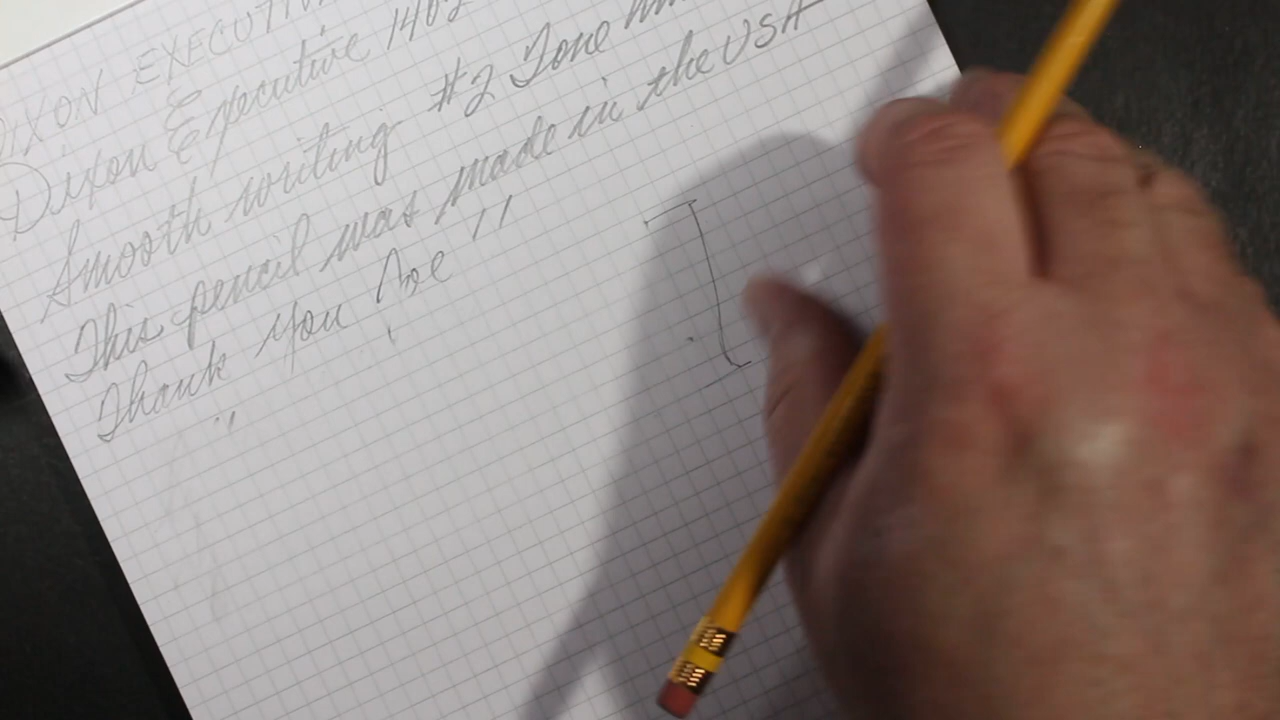 DIXON EXECUTIVE
Dixon Executive 1402
Smooth writing #2 Tone
This pencil was made in the USA
Thank you Joe !!